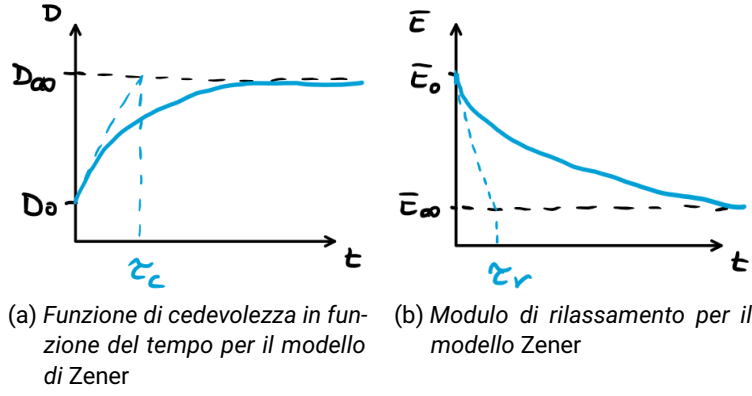 D
D∞
D₀
τc
t
(a) Funzione di cedevolezza in fun-
zione del tempo per il modello
di Zener
E̅
E̅₀
E̅∞
τr
t
(b) Modulo di rilassamento per il
modello Zener